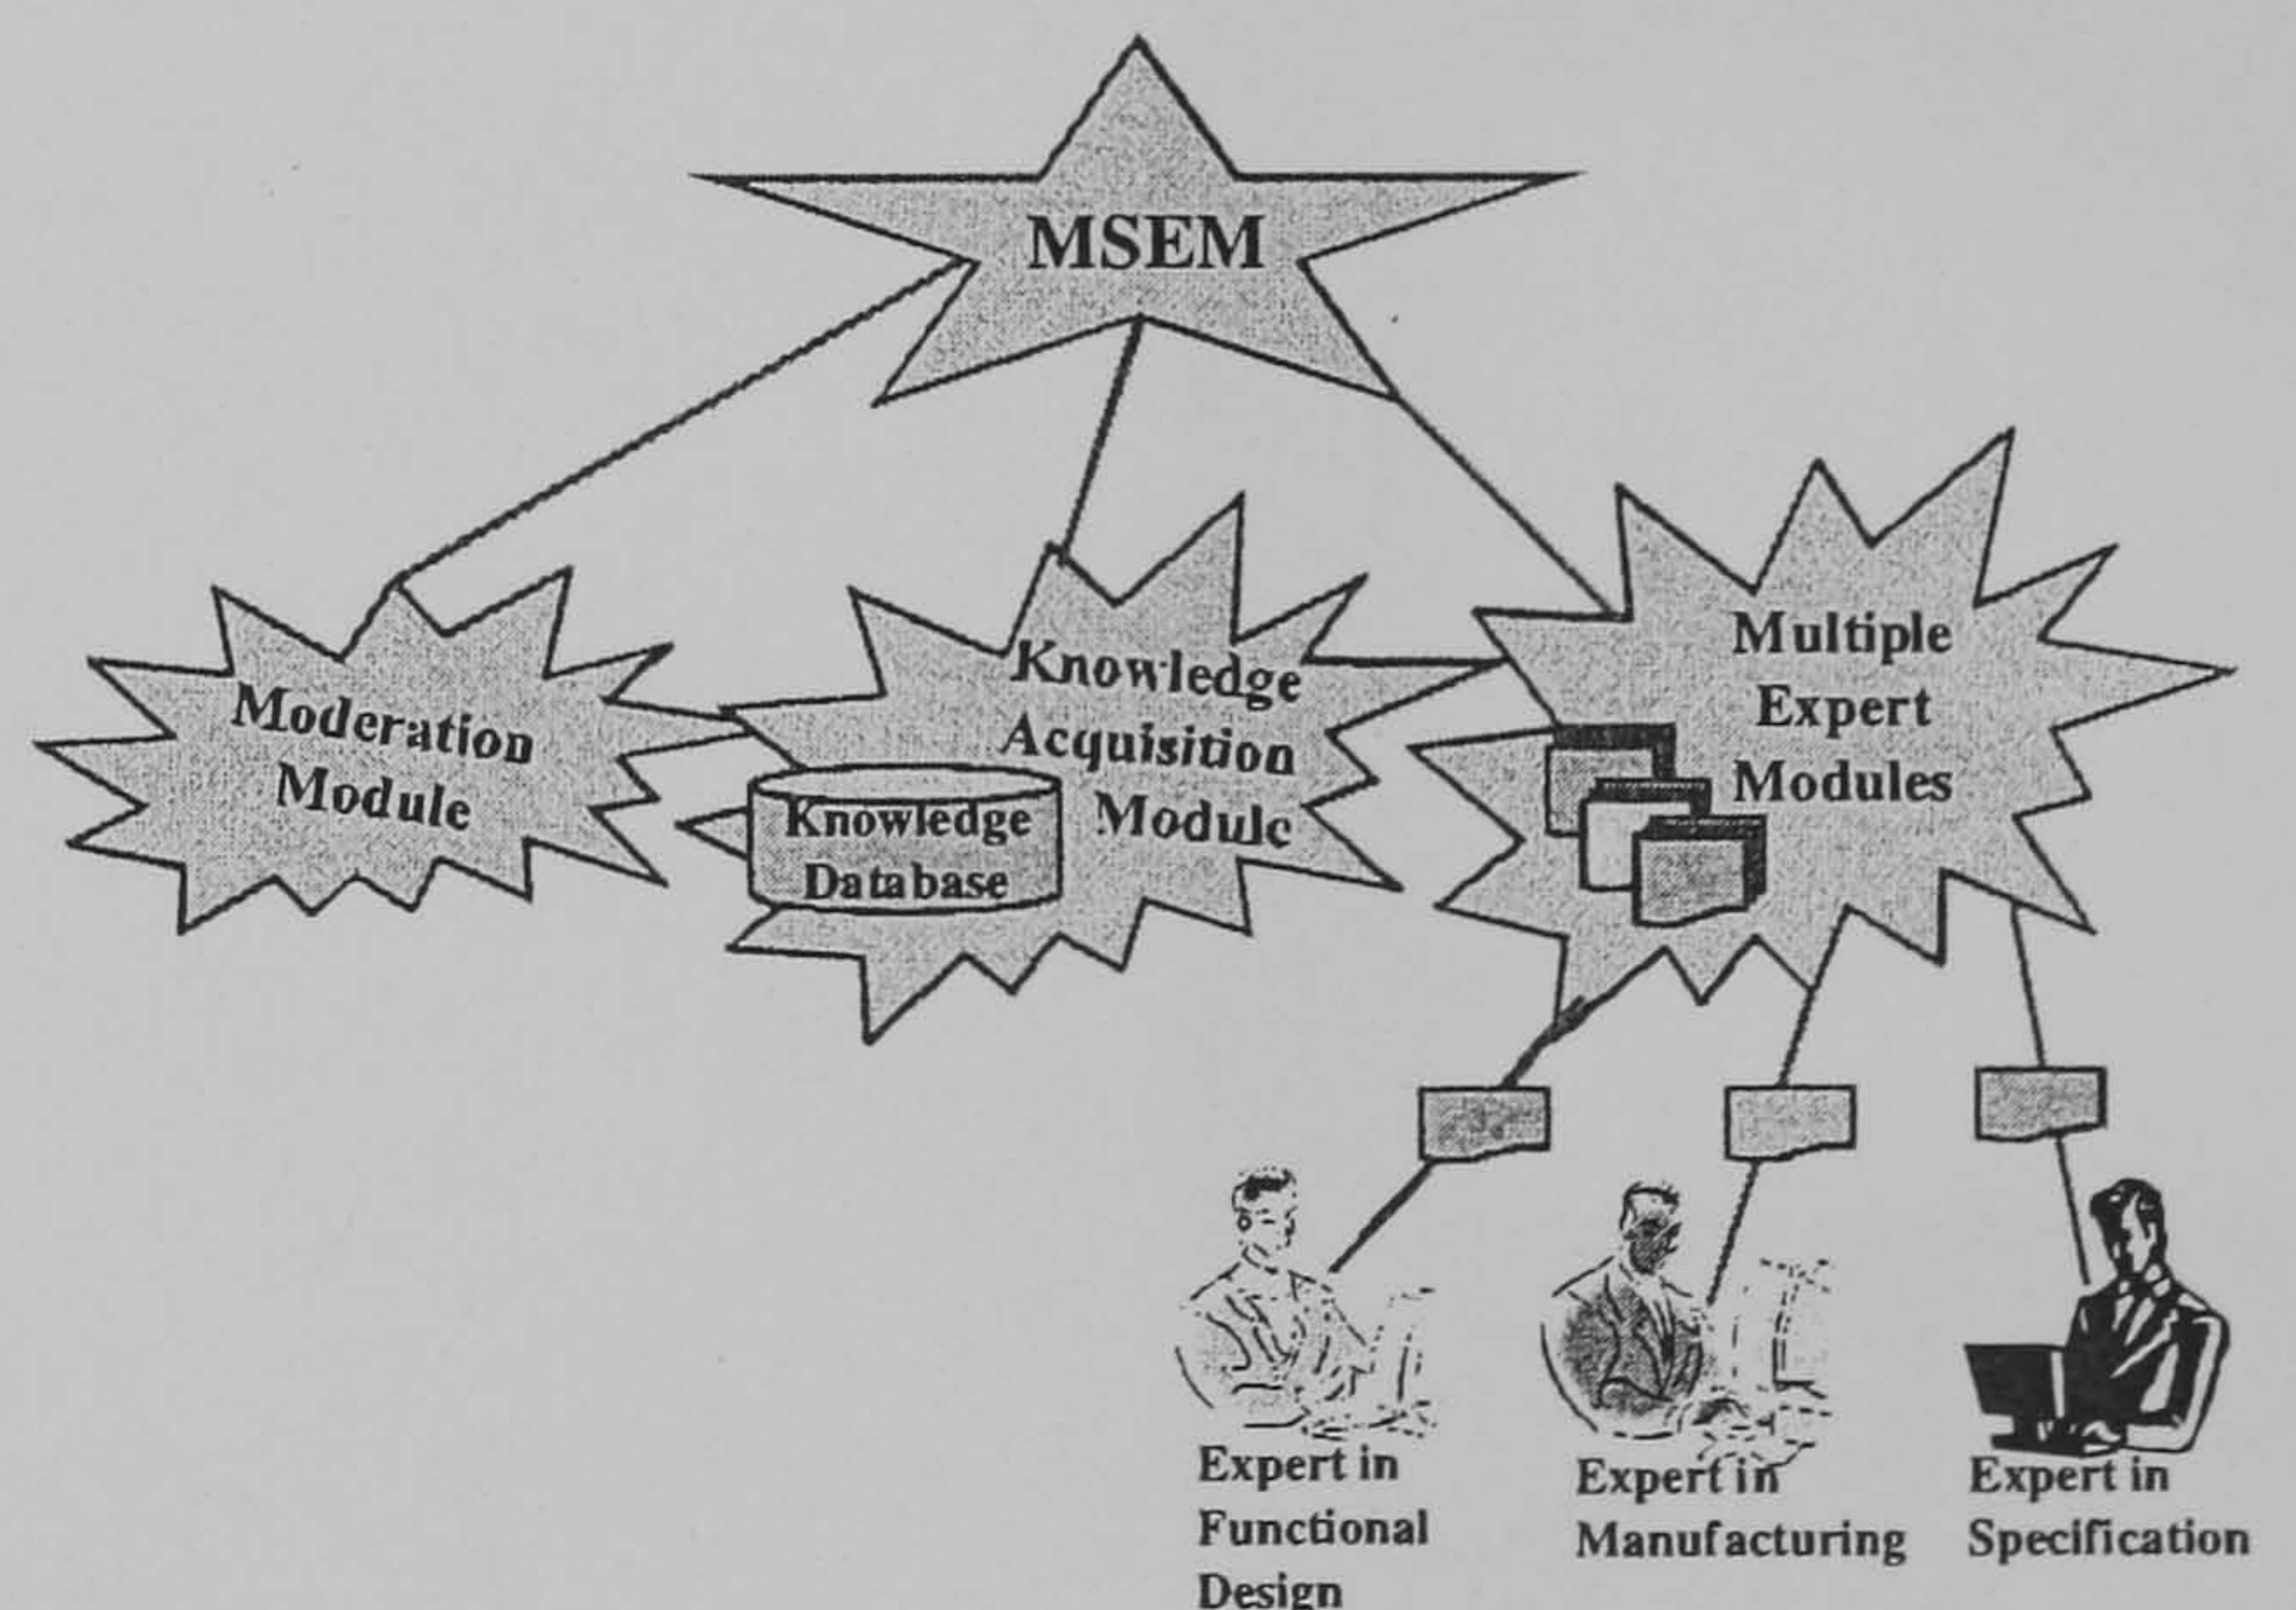 MSEM
Moderation
Module
Knowledge
Acquisition
Module
Knowledge
Database
Multiple
Expert
Modules
Expert in
Functional
Design
Expert in
Manufacturing
Expert in
Specification